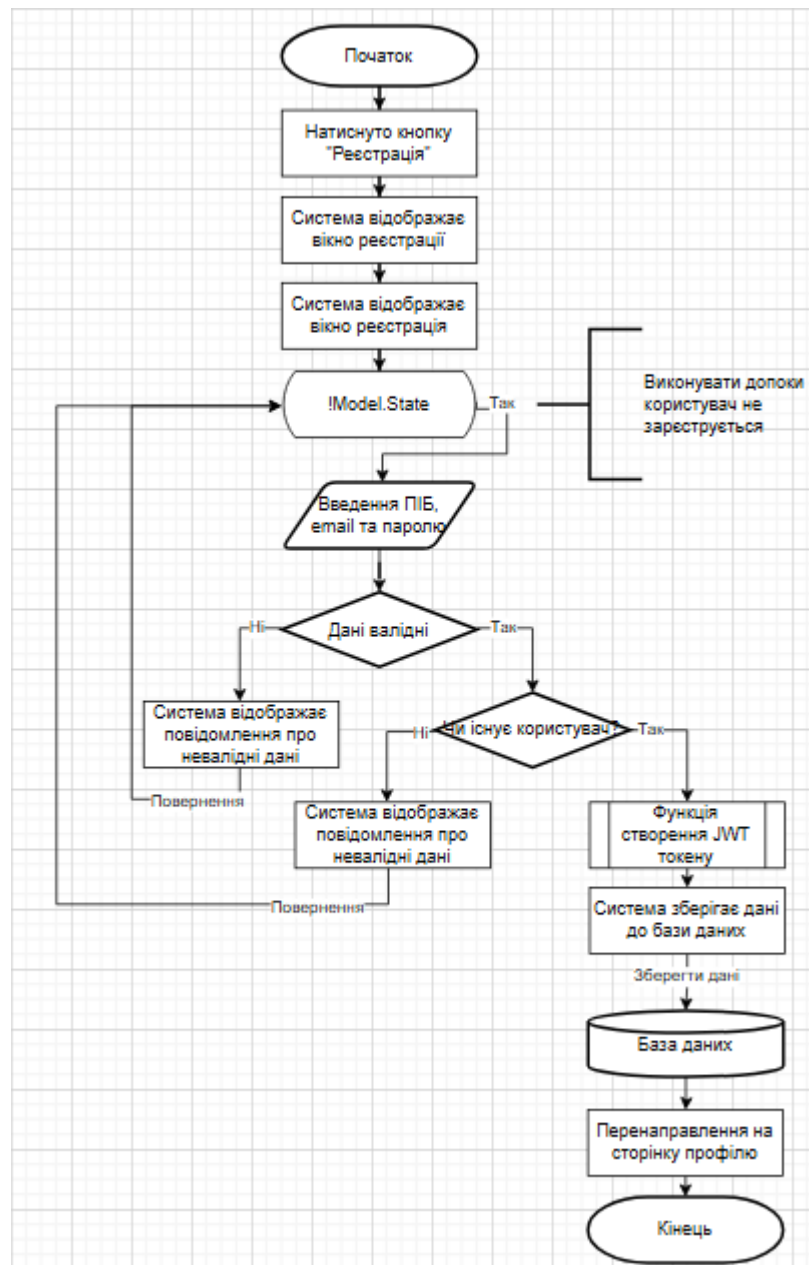 Початок
Натиснуто кнопку
"Реєстрація"
Система відображає
вікно реєстрації
Система відображає
вікно реєстрація
!Model.State
Так
Виконувати допоки
користувач не
зареєструється
Введення ПІБ,
email та паролю
Дані валідні
Ні
Так
Система відображає
повідомлення про
невалідні дані
Повернення
Чи існує користувач?
Ні
Так
Система відображає
повідомлення про
невалідні дані
Повернення
Функція
створення JWT
токену
Система зберігає дані
до бази даних
Зберегти дані
База даних
Перенаправлення на
сторінку профілю
Кінець